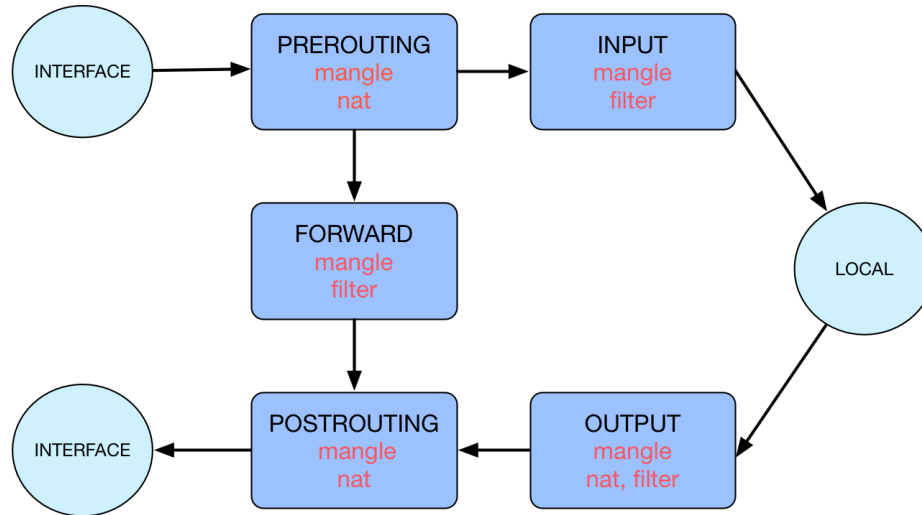 INTERFACE
PREROUTING
mangle
nat
INPUT
mangle
filter
FORWARD
mangle
filter
LOCAL
INTERFACE
POSTROUTING
mangle
nat
OUTPUT
mangle
nat, filter